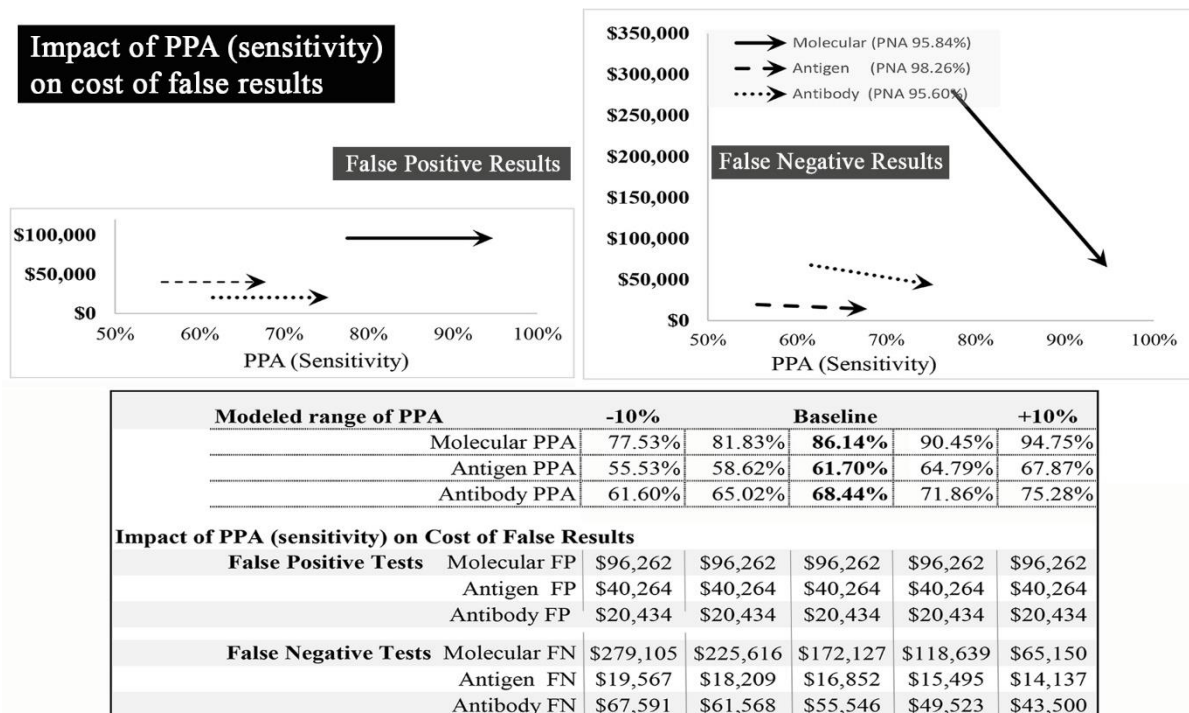 Impact of PPA (sensitivity)
on cost of false results
False Positive Results
$100,000
$50,000
$0
50% 60% 70% 80% 90% 100%
PPA (Sensitivity)
$350,000
$300,000
$250,000
$200,000
$150,000
$100,000
$50,000
$0
Molecular (PNA 95.84%)
Antigen (PNA 98.26%)
Antibody (PNA 95.60%)
False Negative Results
50% 60% 70% 80% 90% 100%
PPA (Sensitivity)
Modeled range of PPA -10% Baseline +10%
Molecular PPA 77.53% 81.83% 86.14% 90.45% 94.75%
Antigen PPA 55.53% 58.62% 61.70% 64.79% 67.87%
Antibody PPA 61.60% 65.02% 68.44% 71.86% 75.28%
Impact of PPA (sensitivity) on Cost of False Results
False Positive Tests Molecular FP $96,262 $96,262 $96,262 $96,262 $96,262
Antigen FP $40,264 $40,264 $40,264 $40,264 $40,264
Antibody FP $20,434 $20,434 $20,434 $20,434 $20,434
False Negative Tests Molecular FN $279,105 $225,616 $172,127 $118,639 $65,150
Antigen FN $19,567 $18,209 $16,852 $15,495 $14,137
Antibody FN $67,591 $61,568 $55,546 $49,523 $43,500